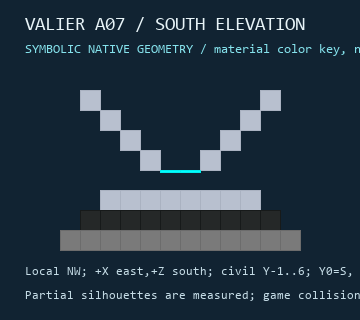 VALIER A07 / SOUTH ELEVATION
SYMBOLIC NATIVE GEOMETRY / material color key, n
Local NW; +X east,+Z south; civil Y-1..6; Y0=S,
Partial silhouettes are measured; game collision